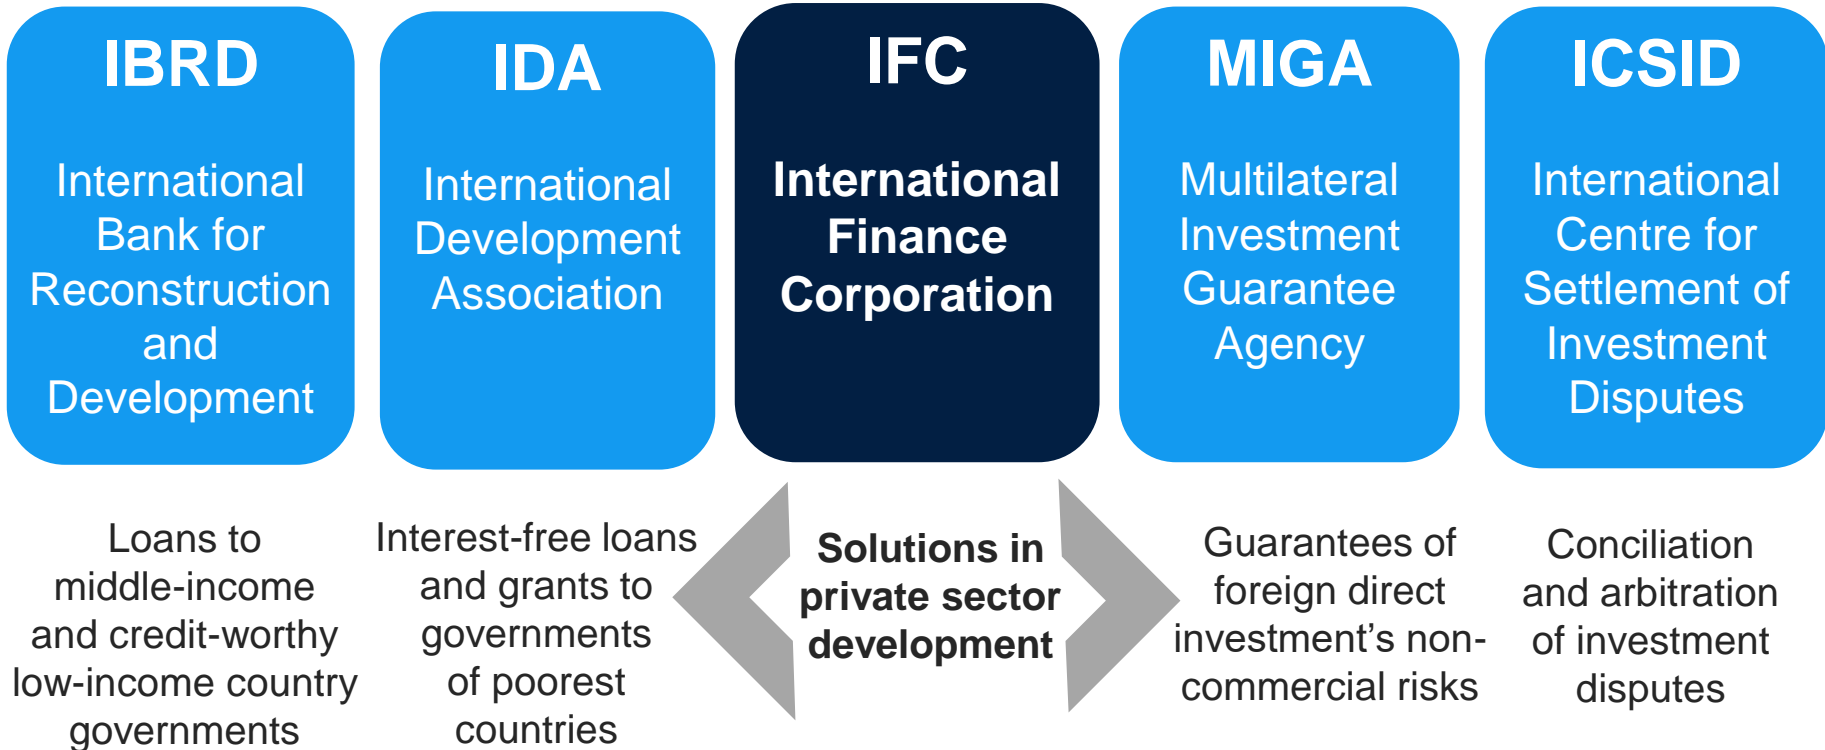 IBRD
International
Bank for
Reconstruction
and
Development
IDA
International
Development
Association
IFC
International
Finance
Corporation
MIGA
Multilateral
Investment
Guarantee
Agency
ICSID
International
Centre for
Settlement of
Investment
Disputes
Loans to
middle-income
and credit-worthy
low-income country
governments
Interest-free loans
and grants to
governments
of poorest
countries
Solutions in
private sector
development
Guarantees of
foreign direct
investment’s non-
commercial risks
Conciliation
and arbitration
of investment
disputes